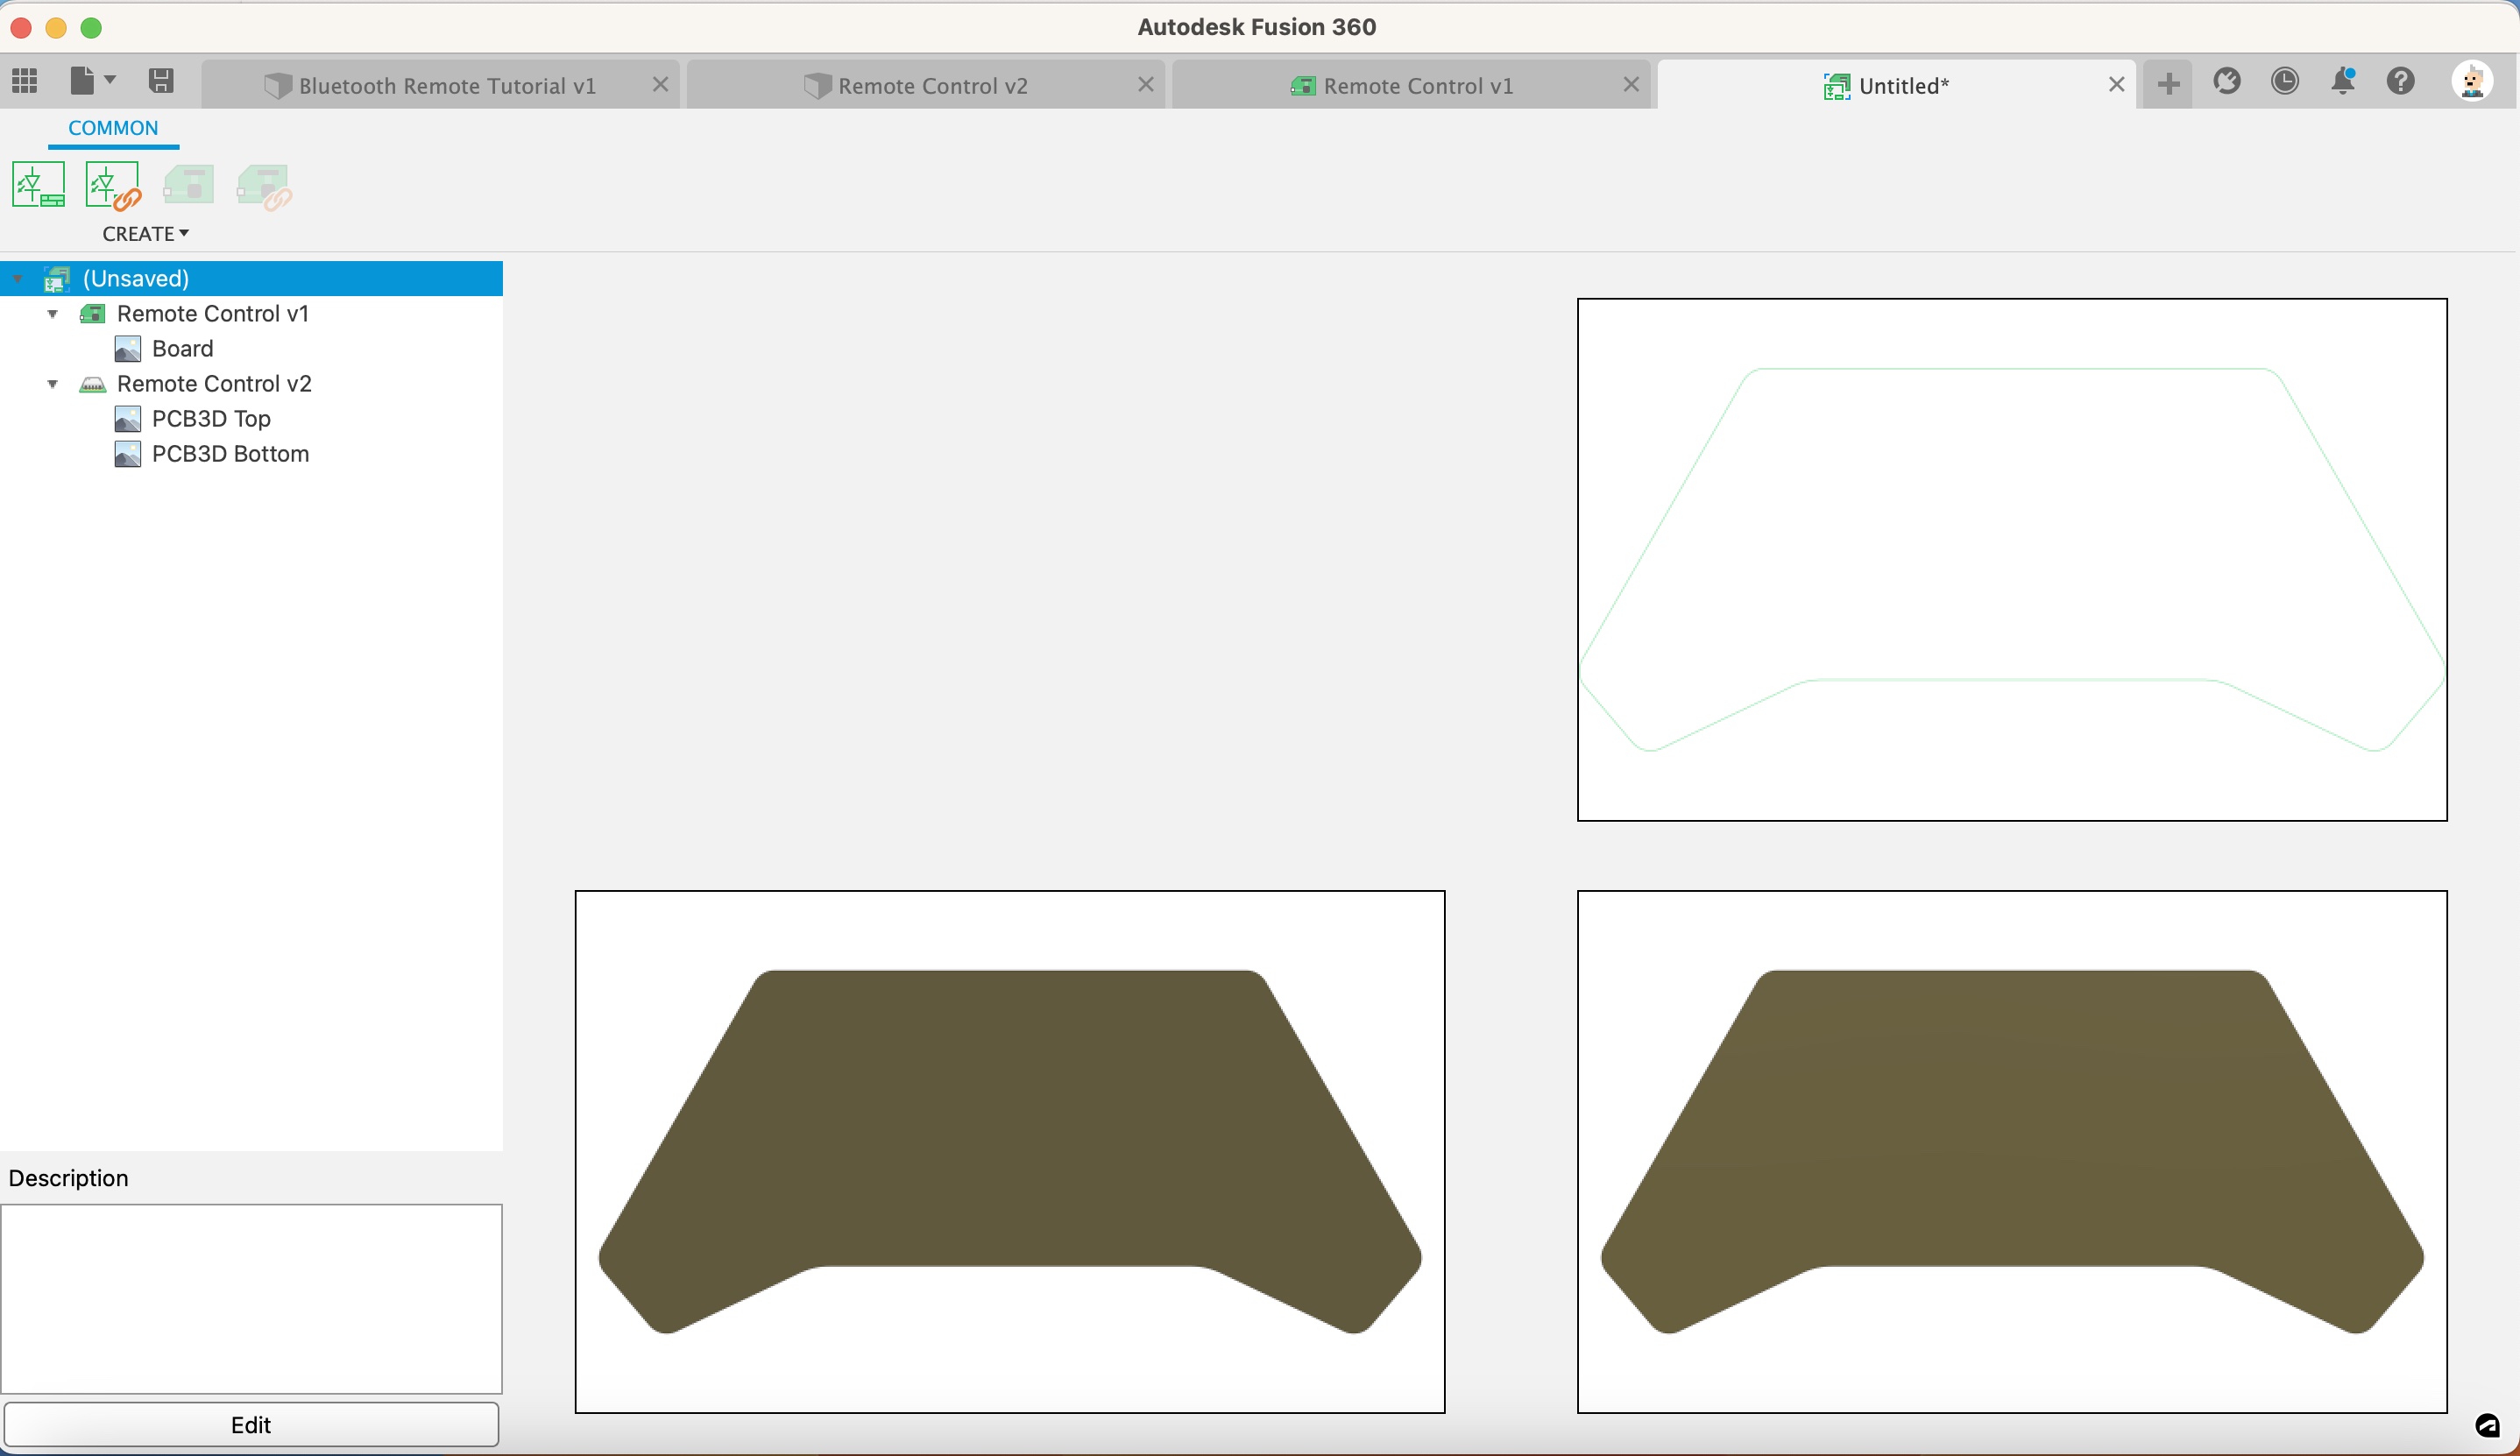 Autodesk Fusion 360
Bluetooth Remote Tutorial v1
Remote Control v2
Remote Control v1
Untitled*
COMMON
CREATE
(Unsaved)
Remote Control v1
Board
Remote Control v2
PCB3D Top
PCB3D Bottom
Description
Edit